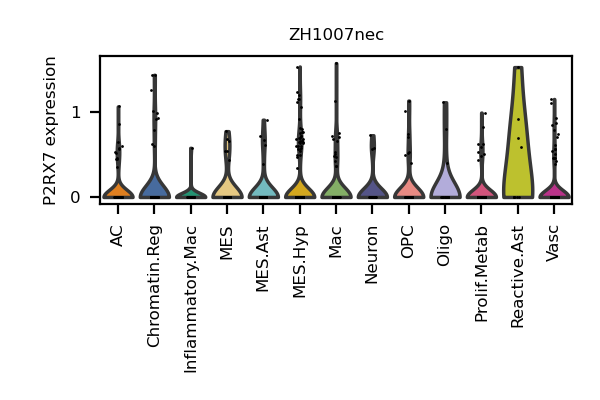 ZH1007nec
P2RX7 expression
1
0
AC
Chromatin.Reg
Inflammatory.Mac
MES
MES.Ast
MES.Hyp
Mac
Neuron
OPC
Oligo
Prolif.Metab
Reactive.Ast
Vasc